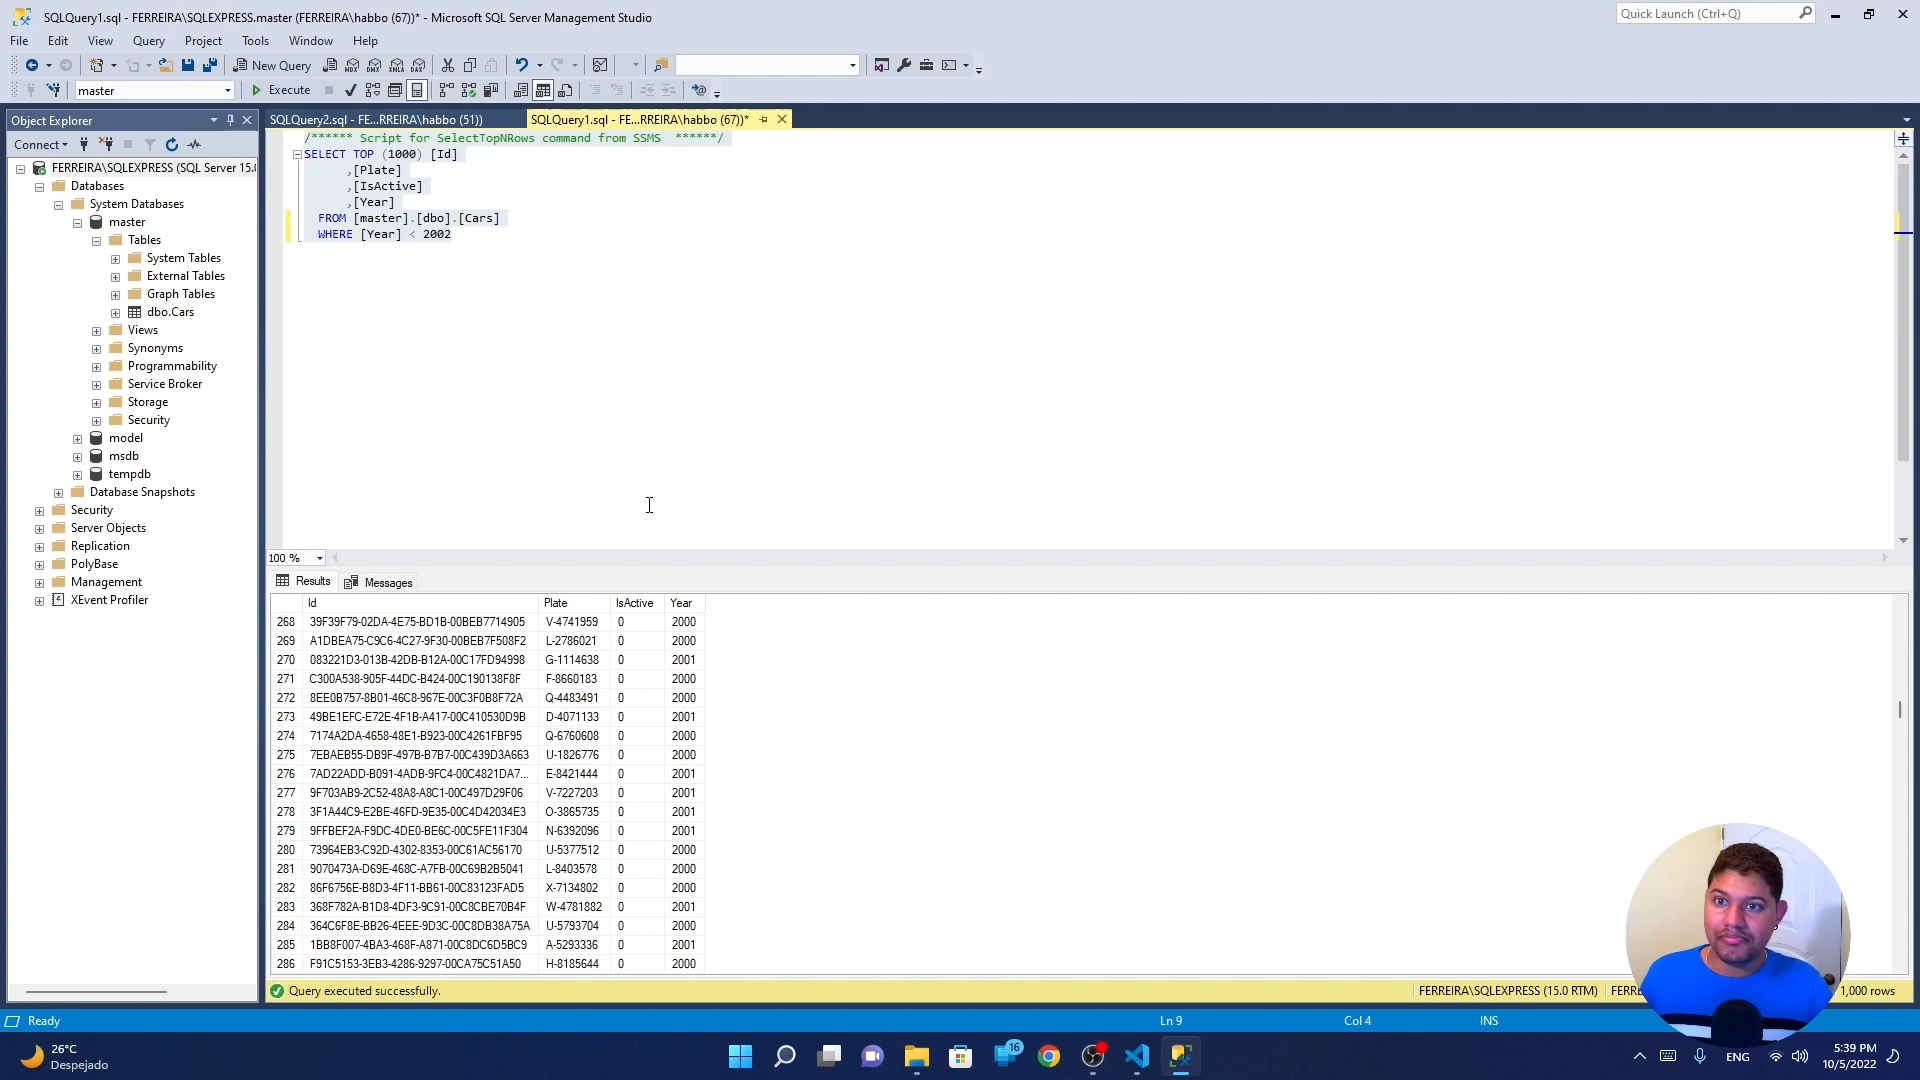 SQLQuery1.sql - FERREIRA\SQLEXPRESS.master (FERREIRA\habbo (67))* - Microsoft SQL Server Management Studio
Quick Launch (Ctrl+Q)
File Edit View Query Project Tools Window Help
New Query
MDX DMX XMLA DAX
master
Execute
Object Explorer
SQLQuery2.sql - FE...RREIRA\habbo (51))
SQLQuery1.sql - FE...RREIRA\habbo (67))*
Connect
FERREIRA\SQLEXPRESS (SQL Server 15.0
Databases
System Databases
master
Tables
System Tables
External Tables
Graph Tables
dbo.Cars
Views
Synonyms
Programmability
Service Broker
Storage
Security
model
msdb
tempdb
Database Snapshots
Security
Server Objects
Replication
PolyBase
Management
XEvent Profiler
/****** Script for SelectTopNRows command from SSMS  ******/
SELECT TOP (1000) [Id]
,[Plate]
,[IsActive]
,[Year]
FROM [master].[dbo].[Cars]
WHERE [Year] < 2002
100 %
Results Messages
Id Plate IsActive Year
268 39F39F79-02DA-4E75-BD1B-00BEB7714905 V-4741959 0 2000
269 A1DBEA75-C9C6-4C27-9F30-00BEB7F508F2 L-2786021 0 2000
270 083221D3-013B-42DB-B12A-00C17FD94998 G-1114638 0 2001
271 C300A538-905F-44DC-B424-00C190138F8F F-8660183 0 2000
272 8EE0B757-8B01-46C8-967E-00C3F0B8F72A Q-4483491 0 2000
273 49BE1EFC-E72E-4F1B-A417-00C410530D9B D-4071133 0 2001
274 7174A2DA-4658-48E1-B923-00C4261FBF95 Q-6760608 0 2000
275 7EBAEB55-DB9F-497B-B7B7-00C439D3A663 U-1826776 0 2000
276 7AD22ADD-B091-4ADB-9FC4-00C4821DA7... E-8421444 0 2001
277 9F703AB9-2C52-48A8-A8C1-00C497D29F06 V-7227203 0 2001
278 3F1A44C9-E2BE-46FD-9E35-00C4D42034E3 O-3865735 0 2001
279 9FFBEF2A-F9DC-4DE0-BE6C-00C5FE11F304 N-6392096 0 2001
280 73964EB3-C92D-4302-8353-00C61AC56170 U-5377512 0 2000
281 9070473A-D69E-468C-A7FB-00C69B2B5041 L-8403578 0 2000
282 86F6756E-B8D3-4F11-BB61-00C83123FAD5 X-7134802 0 2000
283 368F782A-B1D8-4DF3-9C91-00C8CBE70B4F W-4781882 0 2001
284 364C6F8E-BB26-4EEE-9D3C-00C8DB38A75A U-5793704 0 2000
285 1BB8F007-4BA3-468F-A871-00C8DC6D5BC9 A-5293336 0 2001
286 F91C5153-3EB3-4286-9297-00CA75C51A50 H-8185644 0 2000
Query executed successfully.
FERREIRA\SQLEXPRESS (15.0 RTM) FERRE
1,000 rows
Ready
Ln 9
Col 4
INS
26°C
Despejado
16
ENG
5:39 PM
10/5/2022